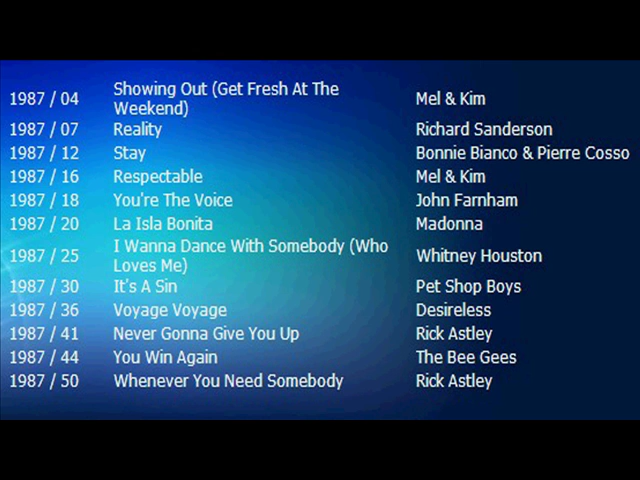 1987 / 04 Showing Out (Get Fresh At The Weekend) Mel & Kim
1987 / 07 Reality Richard Sanderson
1987 / 12 Stay Bonnie Bianco & Pierre Cosso
1987 / 16 Respectable Mel & Kim
1987 / 18 You're The Voice John Farnham
1987 / 20 La Isla Bonita Madonna
1987 / 25 I Wanna Dance With Somebody (Who Loves Me) Whitney Houston
1987 / 30 It's A Sin Pet Shop Boys
1987 / 36 Voyage Voyage Desireless
1987 / 41 Never Gonna Give You Up Rick Astley
1987 / 44 You Win Again The Bee Gees
1987 / 50 Whenever You Need Somebody Rick Astley